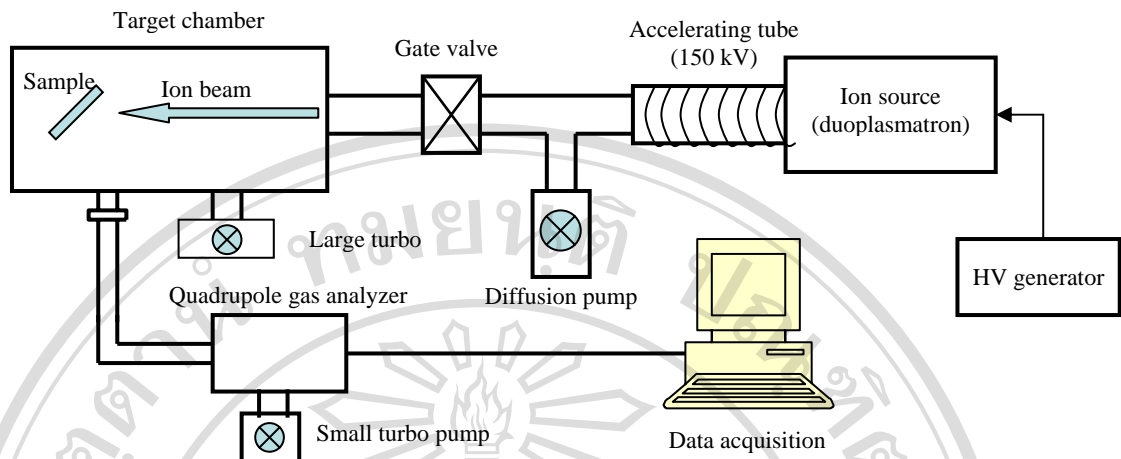 Target chamber
Gate valve
Accelerating tube
(150 kV)
Sample
Ion beam
Ion source
(duoplasmatron)
Large turbo
HV generator
Quadrupole gas analyzer
Diffusion pump
Small turbo pump
Data acquisition